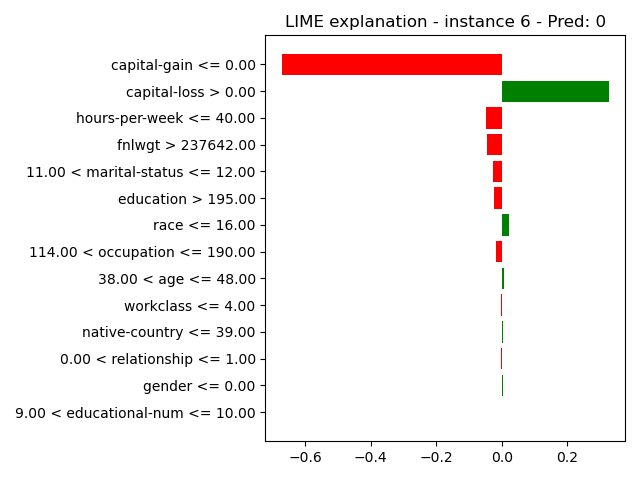 LIME explanation - instance 6 - Pred: 0
capital-gain <= 0.00
capital-loss > 0.00
hours-per-week <= 40.00
fnlwgt > 237642.00
11.00 < marital-status <= 12.00
education > 195.00
race <= 16.00
114.00 < occupation <= 190.00
38.00 < age <= 48.00
workclass <= 4.00
native-country <= 39.00
0.00 < relationship <= 1.00
gender <= 0.00
9.00 < educational-num <= 10.00
−0.6 −0.4 −0.2 0.0 0.2